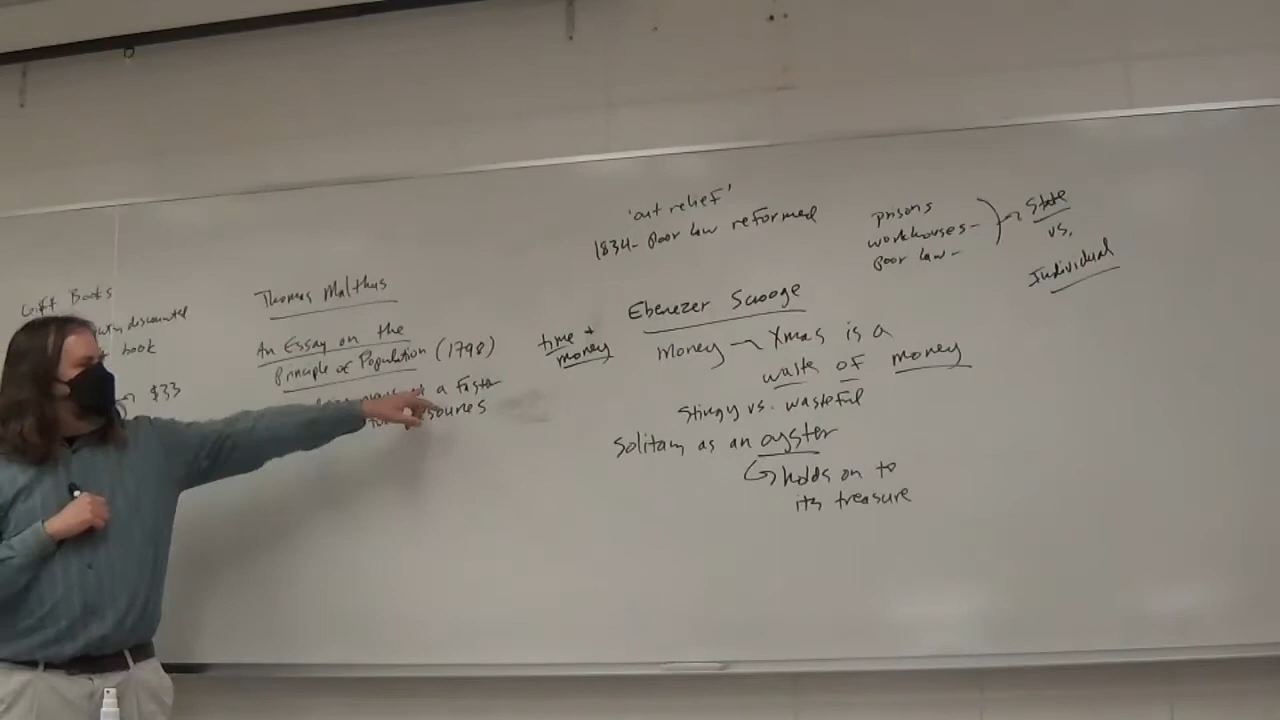 Gift Books
discounted
book
$33
Thomas Malthus
An Essay on the
Principle of Population (1798)
a faster
time +
money
'out relief'
1834- Poor Law reformed
prisons
workhouses-
Poor law-
State
vs.
Individual
Ebenezer Scrooge
Money Xmas is a
waste of money
Stingy vs. wasteful
Solitary as an oyster
holds on to
its treasure